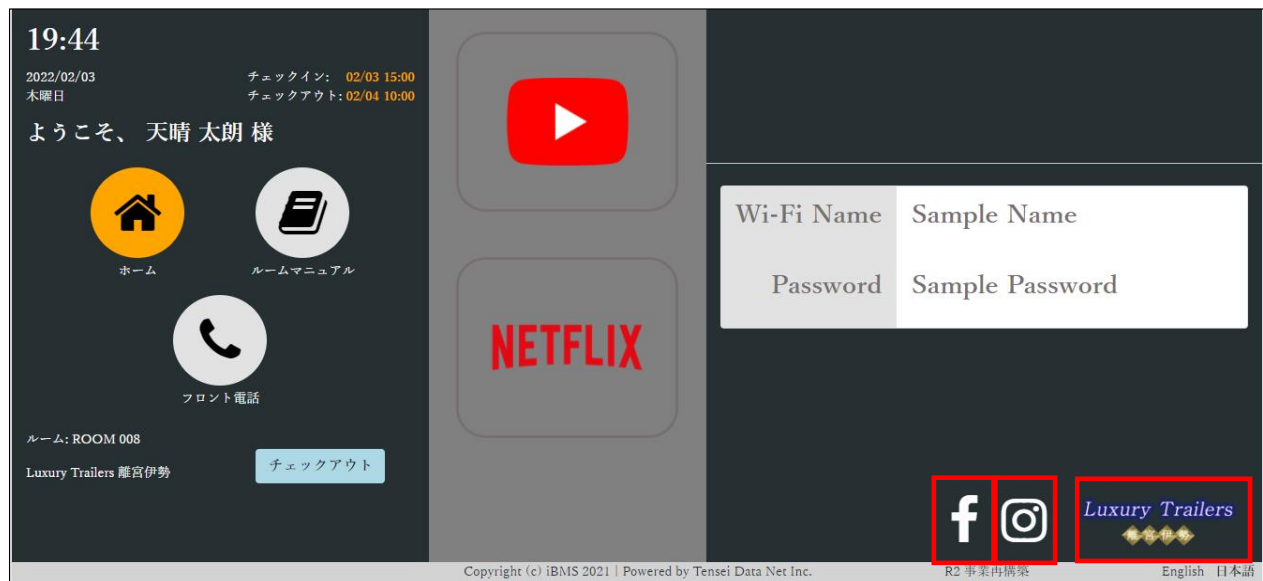 19:44
2022/02/03
木曜日
チェックイン: 02/03 15:00
チェックアウト: 02/04 10:00
ようこそ、 天晴 太朗 様
ホーム
ルームマニュアル
フロント電話
ルーム: ROOM 008
Luxury Trailers 離宮伊勢
チェックアウト
NETFLIX
Wi-Fi Name Sample Name
Password Sample Password
Luxury Trailers
離宮伊勢
Copyright (c) iBMS 2021 | Powered by Tensei Data Net Inc.
R2 事業再構築
English 日本語